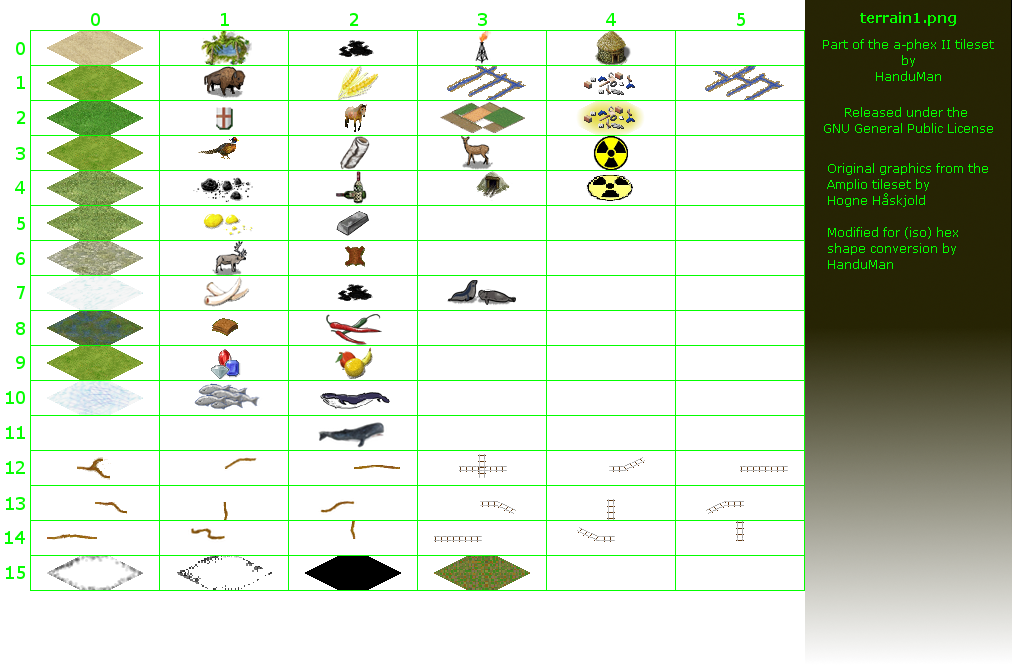 0 1 2 3 4 5
0
1
2
3
4
5
6
7
8
9
10
11
12
13
14
15
terrain1.png
Part of the a-phex II tileset
by
HanduMan
Released under the
GNU General Public License
Original graphics from the
Amplio tileset by
Hogne Håskjold
Modified for (iso) hex
shape conversion by
HanduMan